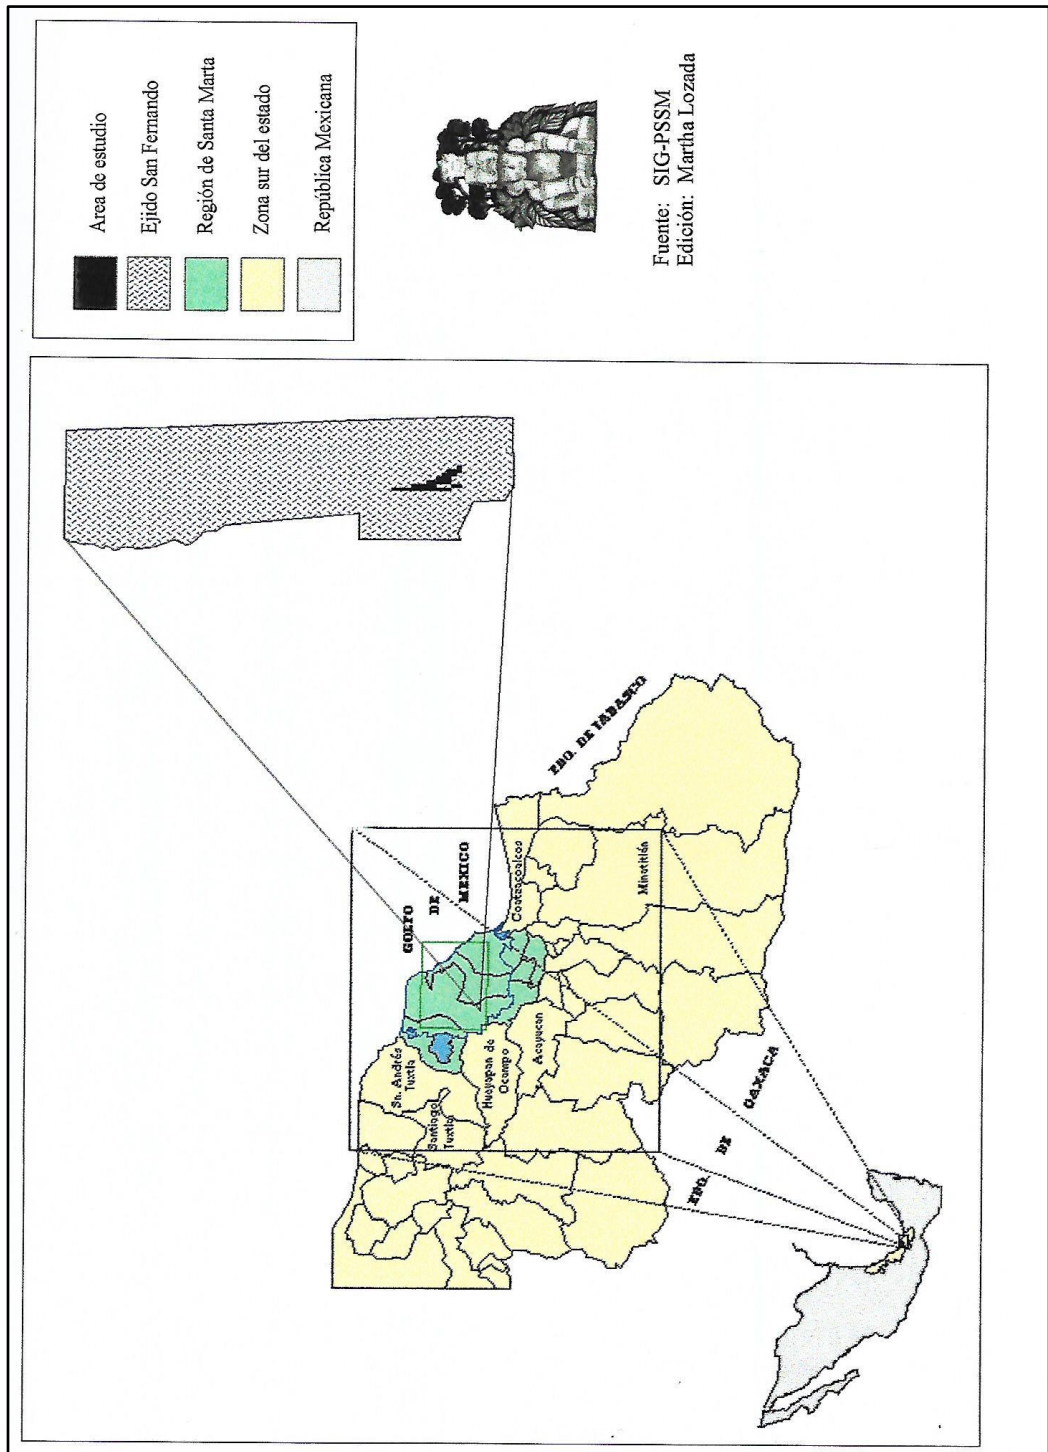 Area de estudio
Ejido San Fernando
Región de Santa Marta
Zona sur del estado
República Mexicana
Fuente: SIG-PSSM
Edición: Martha Lozada
GOLFO
DE
MEXICO
EDO. DE TABASCO
Coatzacoalcos
Minatitlán
Sn. Andrés
Tuxtla
Santiago
Tuxtla
Hueyapan de
Ocampo
Acayucan
EDO. DE OAXACA